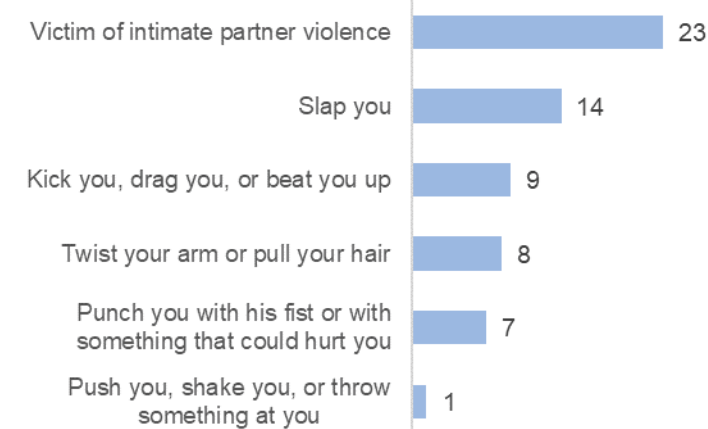 Victim of intimate partner violence 23
Slap you 14
Kick you, drag you, or beat you up 9
Twist your arm or pull your hair 8
Punch you with his fist or with
something that could hurt you 7
Push you, shake you, or throw
something at you 1